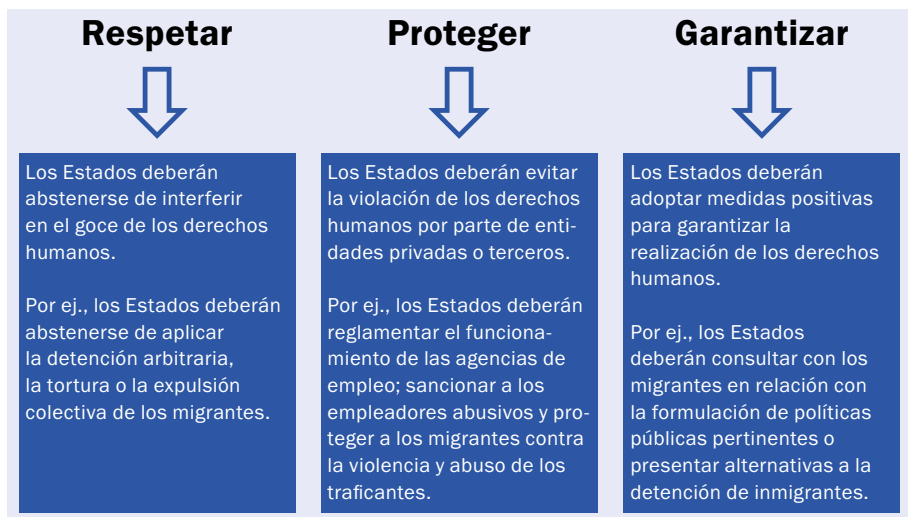 Respetar
Proteger
Garantizar
Los Estados deberán
abstenerse de interferir
en el goce de los derechos
humanos.
Por ej., los Estados deberán
abstenerse de aplicar
la detención arbitraria,
la tortura o la expulsión
colectiva de los migrantes.
Los Estados deberán evitar
la violación de los derechos
humanos por parte de enti-
dades privadas o terceros.
Por ej., los Estados deberán
reglamentar el funciona-
miento de las agencias de
empleo; sancionar a los
empleadores abusivos y pro-
teger a los migrantes contra
la violencia y abuso de los
traficantes.
Los Estados deberán
adoptar medidas positivas
para garantizar la
realización de los derechos
humanos.
Por ej., los Estados
deberán consultar con los
migrantes en relación con
la formulación de políticas
públicas pertinentes o
presentar alternativas a la
detención de inmigrantes.